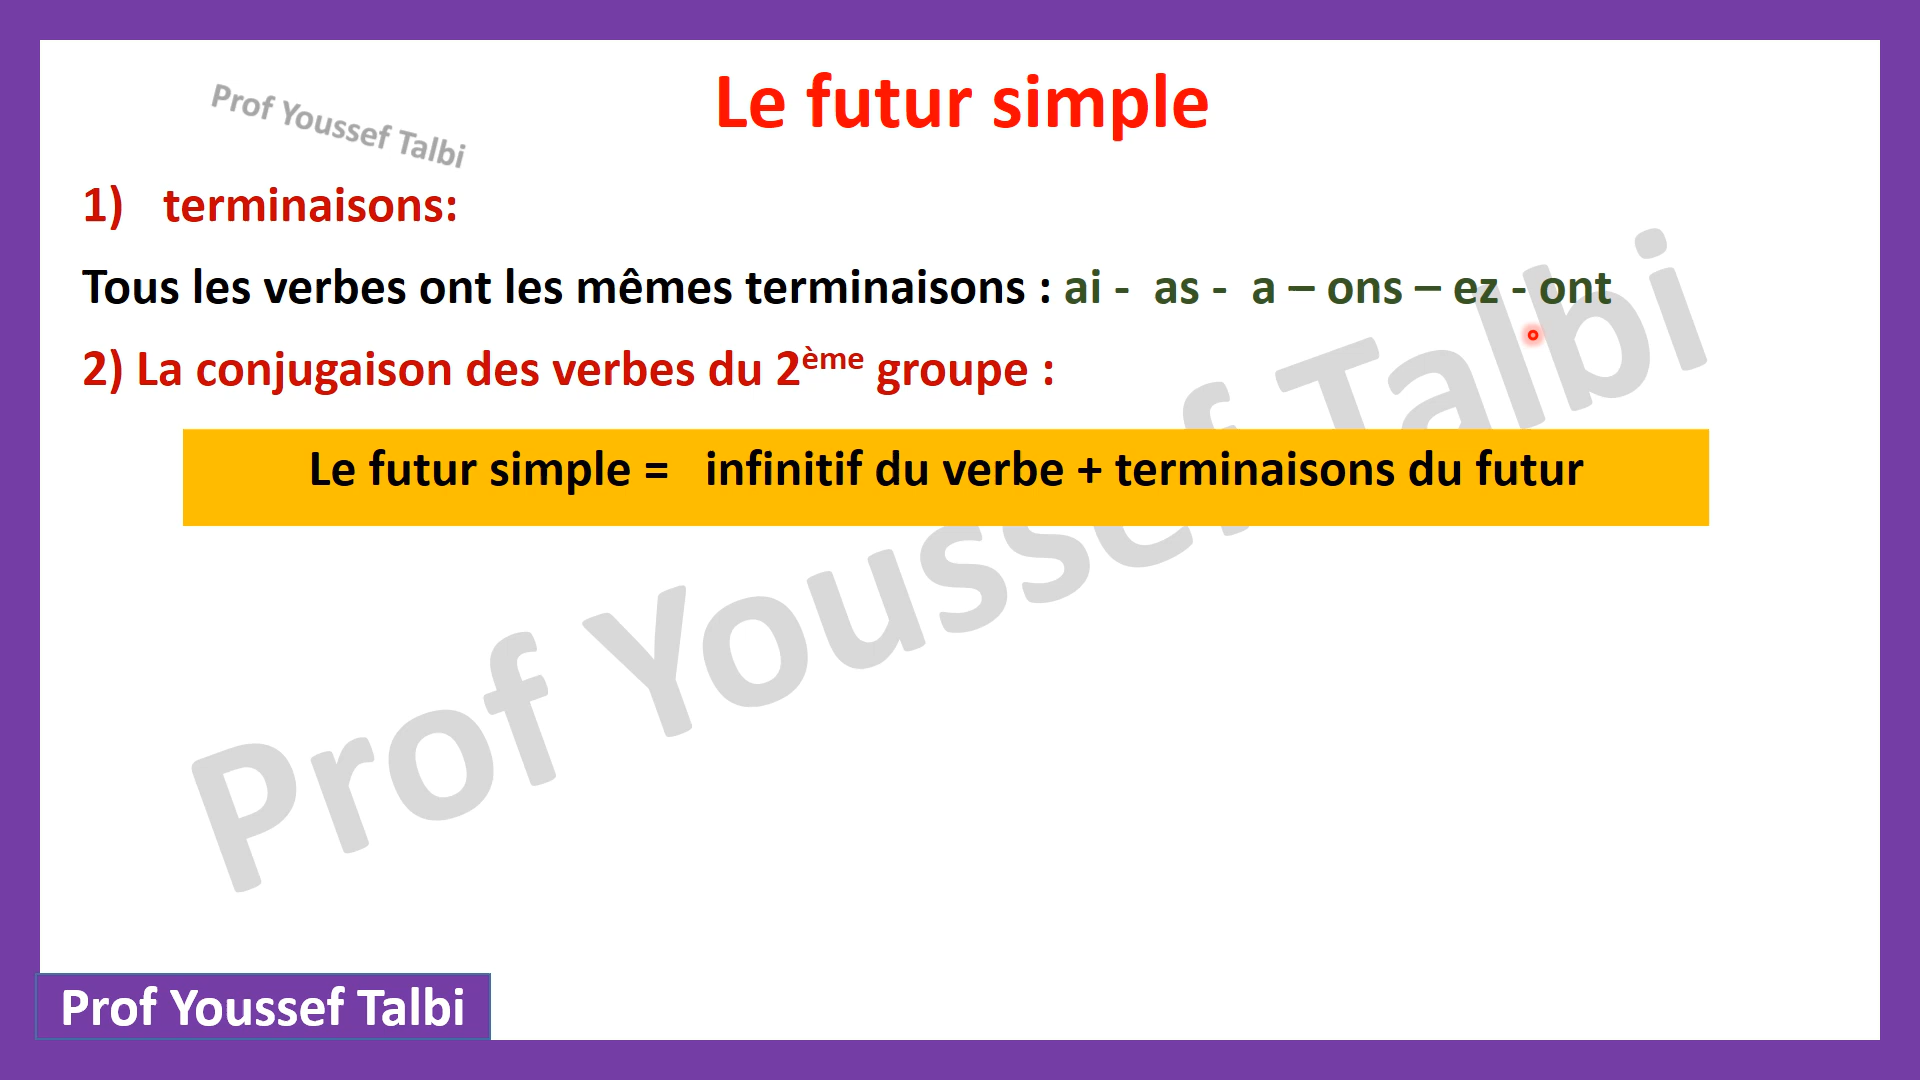 Le futur simple
Prof Youssef Talbi
1) terminaisons:
Tous les verbes ont les mêmes terminaisons : ai - as - a – ons – ez - ont
2) La conjugaison des verbes du 2ème groupe :
Le futur simple = infinitif du verbe + terminaisons du futur
Prof Youssef Talbi
Prof Youssef Talbi